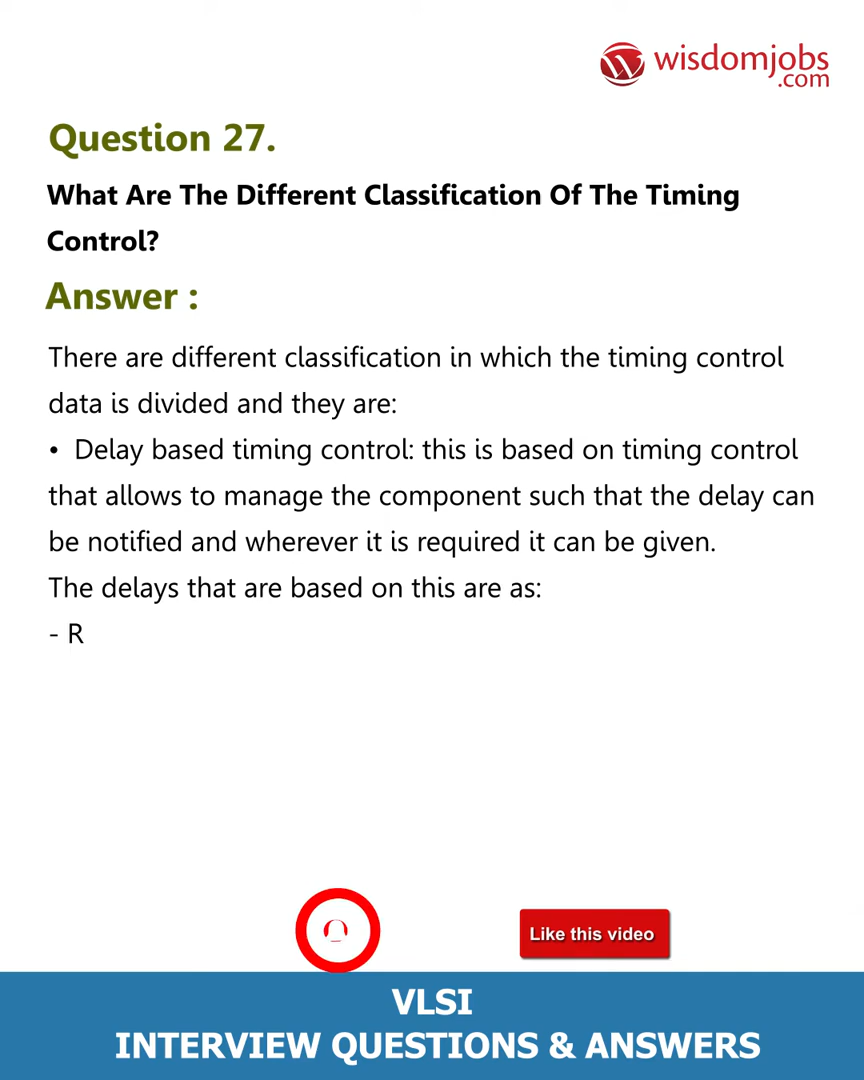 wisdomjobs
.com
Question 27.
What Are The Different Classification Of The Timing
Control?
Answer :
There are different classification in which the timing control
data is divided and they are:
• Delay based timing control: this is based on timing control
that allows to manage the component such that the delay can
be notified and wherever it is required it can be given.
The delays that are based on this are as:
- R
Like this video
VLSI
INTERVIEW QUESTIONS & ANSWERS